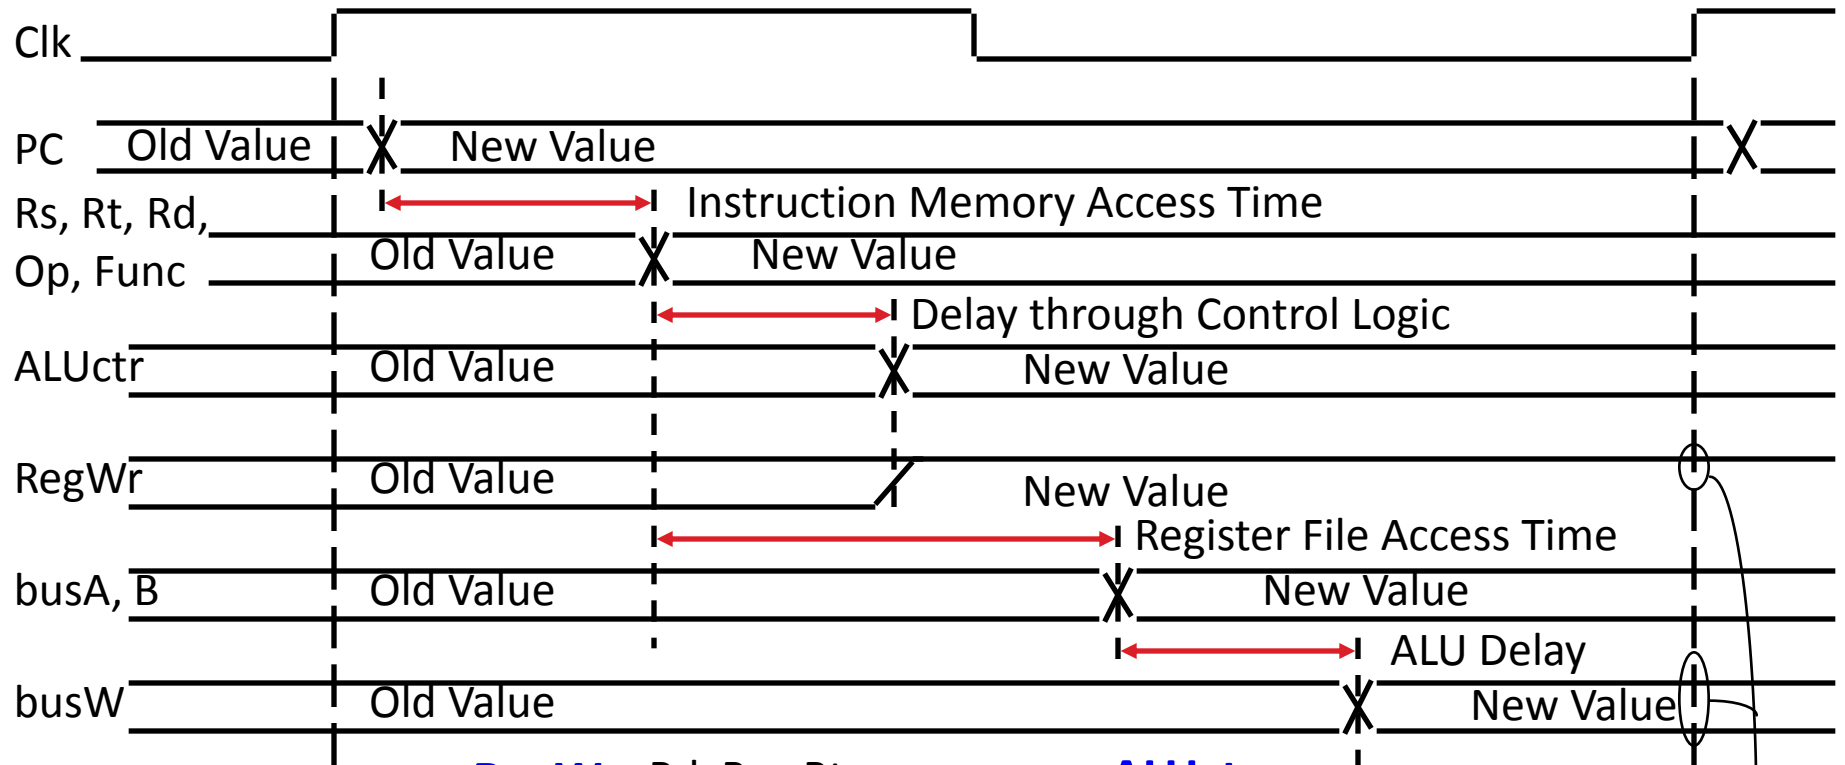 Clk
PC Old Value New Value
Instruction Memory Access Time
Rs, Rt, Rd,
Old Value New Value
Op, Func
Delay through Control Logic
ALUctr Old Value New Value
RegWr Old Value New Value
Register File Access Time
busA, B Old Value New Value
ALU Delay
busW Old Value New Value